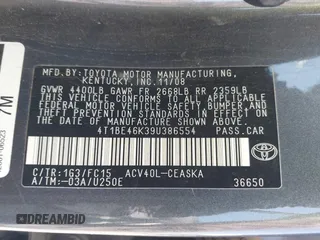 MFD. BY:TOYOTA MOTOR MANUFACTURING,
KENTUCKY, INC. 11/08
GVWR 4400LB GAWR FR 2668LB RR 2359LB
THIS VEHICLE CONFORMS TO ALL APPLICABLE
FEDERAL MOTOR VEHICLE SAFETY, BUMPER,
AND THEFT PREVENTION STANDARDS IN EFFECT
ON THE DATE OF MANUFACTURE SHOWN ABOVE.
4T1BE46K39U386554 PASS.CAR
C/TR:1G3/FC15 ACV40L-CEASKA
A/TM:-03A/U250E 36650
TOYOTA
7M
DREAMBID